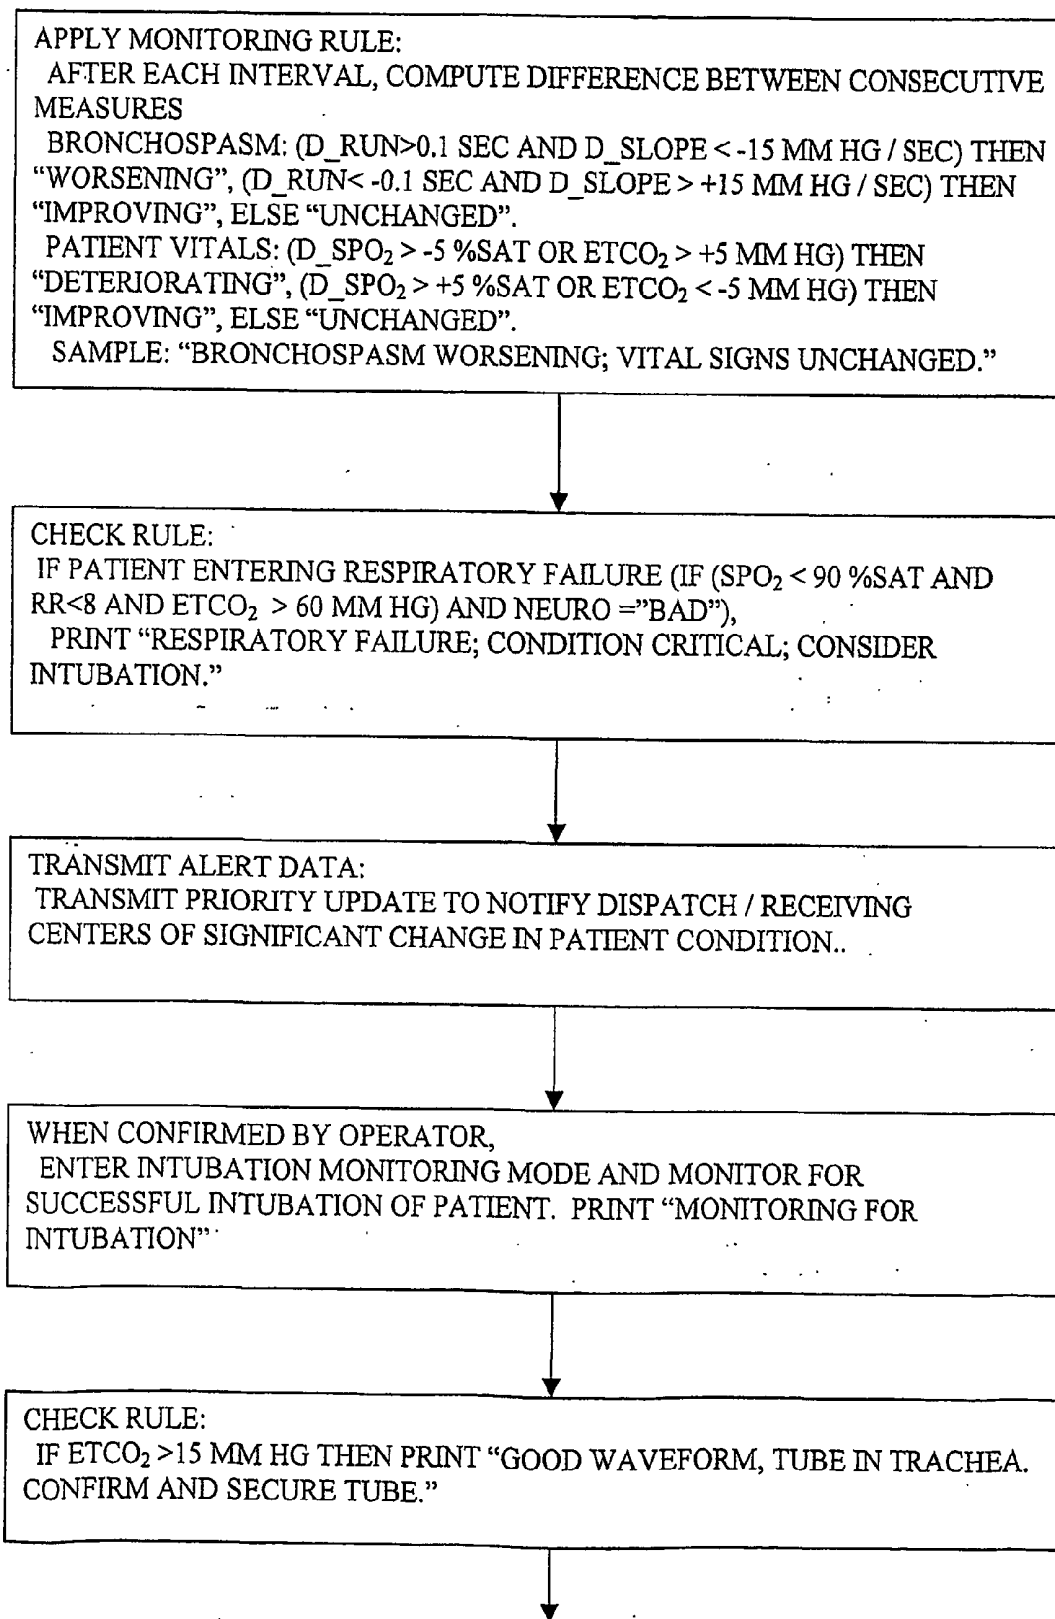 APPLY MONITORING RULE:
AFTER EACH INTERVAL, COMPUTE DIFFERENCE BETWEEN CONSECUTIVE
MEASURES
BRONCHOSPASM: (D_RUN>0.1 SEC AND D_SLOPE < -15 MM HG / SEC) THEN
“WORSENING”, (D_RUN< -0.1 SEC AND D_SLOPE > +15 MM HG / SEC) THEN
“IMPROVING”, ELSE “UNCHANGED”.
PATIENT VITALS: (D_SPO₂ > -5 %SAT OR ETCO₂ > +5 MM HG) THEN
“DETERIORATING”, (D_SPO₂ > +5 %SAT OR ETCO₂ < -5 MM HG) THEN
“IMPROVING”, ELSE “UNCHANGED”.
SAMPLE: “BRONCHOSPASM WORSENING; VITAL SIGNS UNCHANGED.”
CHECK RULE:
IF PATIENT ENTERING RESPIRATORY FAILURE (IF (SPO₂ < 90 %SAT AND
RR<8 AND ETCO₂ > 60 MM HG) AND NEURO =”BAD”),
PRINT “RESPIRATORY FAILURE; CONDITION CRITICAL; CONSIDER
INTUBATION.”
TRANSMIT ALERT DATA:
TRANSMIT PRIORITY UPDATE TO NOTIFY DISPATCH / RECEIVING
CENTERS OF SIGNIFICANT CHANGE IN PATIENT CONDITION..
WHEN CONFIRMED BY OPERATOR,
ENTER INTUBATION MONITORING MODE AND MONITOR FOR
SUCCESSFUL INTUBATION OF PATIENT. PRINT “MONITORING FOR
INTUBATION”
CHECK RULE:
IF ETCO₂ >15 MM HG THEN PRINT “GOOD WAVEFORM, TUBE IN TRACHEA.
CONFIRM AND SECURE TUBE.”